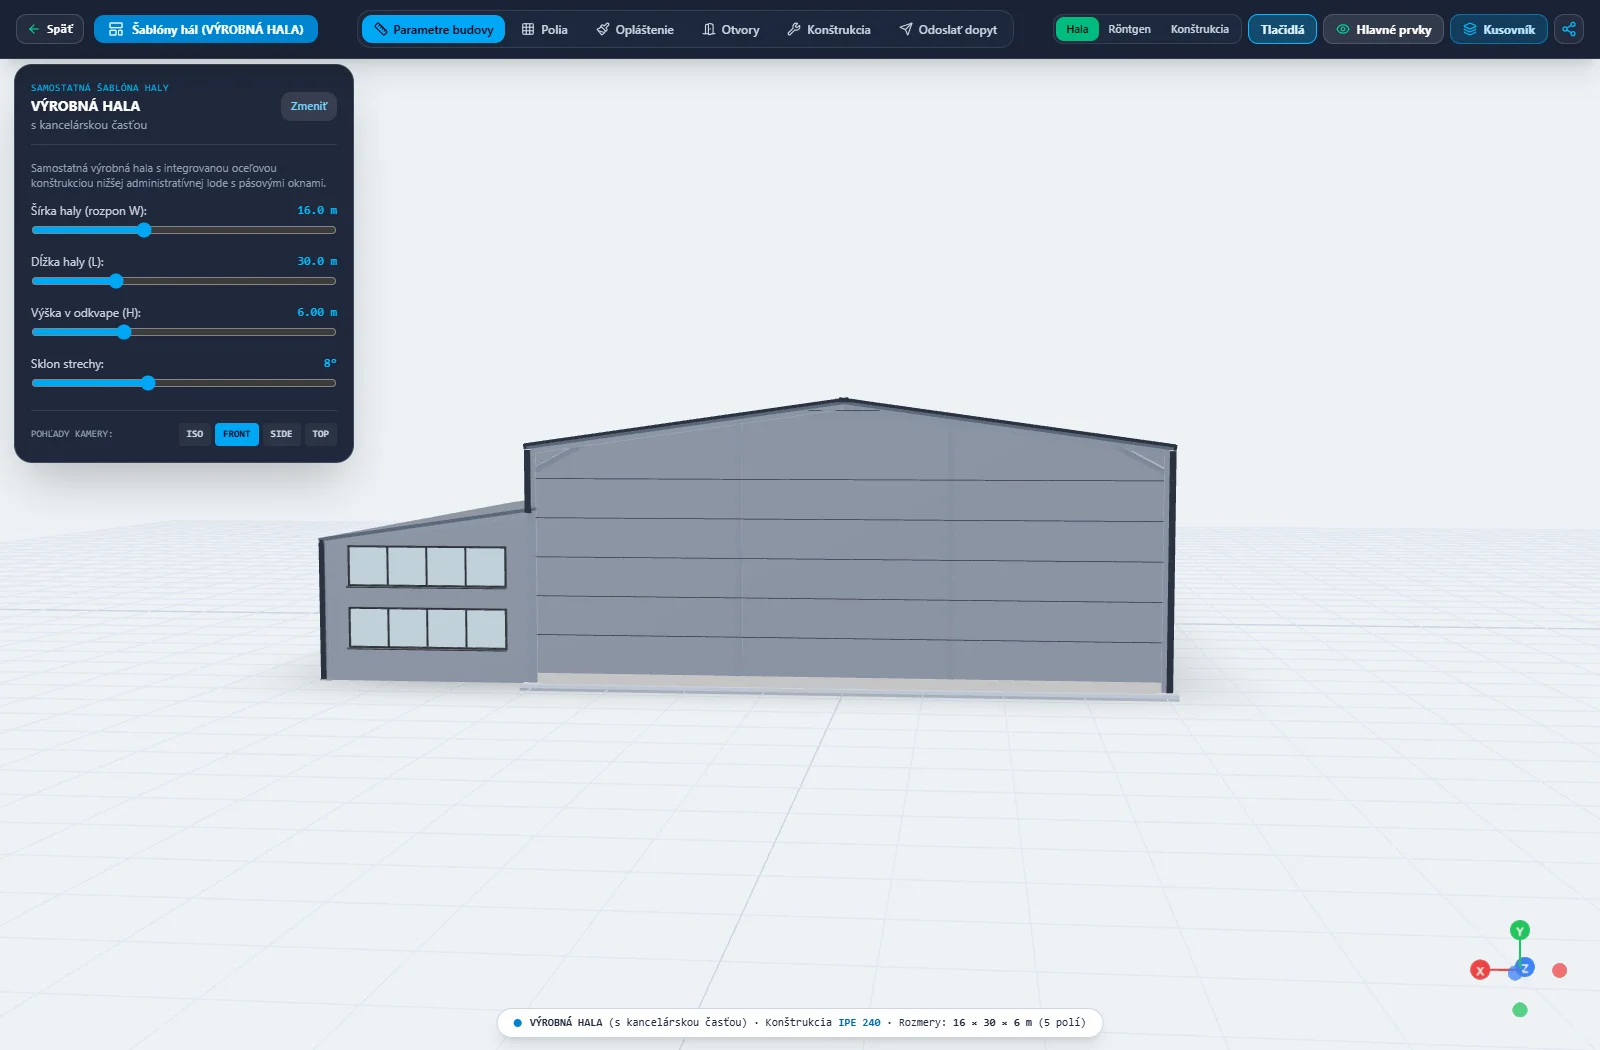 Späť
Šablóny hál (VÝROBNÁ HALA)
Parametre budovy
Polia
Opláštenie
Otvory
Konštrukcia
Odoslať dopyt
Hala
Röntgen
Konštrukcia
Tlačidlá
Hlavné prvky
Kusovník
SAMOSTATNÁ ŠABLÓNA HALY
VÝROBNÁ HALA
s kancelárskou časťou
Zmeniť
Samostatná výrobná hala s integrovanou oceľovou
konštrukciou nižšej administratívnej lode s pásovými oknami.
Šírka haly (rozpon W): 16.0 m
Dĺžka haly (L): 30.0 m
Výška v odkvape (H): 6.00 m
Sklon strechy: 8°
POHĽADY KAMERY: ISO FRONT SIDE TOP
Y
X
Z
VÝROBNÁ HALA (s kancelárskou časťou) · Konštrukcia IPE 240 · Rozmery: 16 × 30 × 6 m (5 polí)